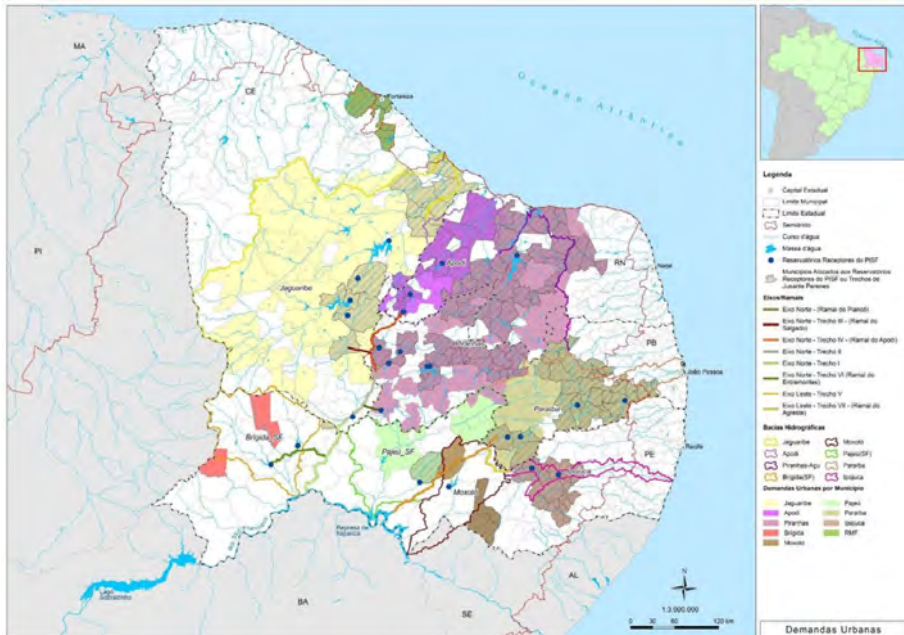 MA
CE
Fortaleza
Oceano Atlântico
PI
Jaguaribe
Apodi
RN
Natal
PB
João Pessoa
Paraíba
Brígida_SF
Pajeú_SF
PE
Recife
Moxotó
Represa de Itaparica
Lago Sobradinho
BA
SE
AL
N
1:3.000.000
0 30 60 120 km
Legenda
Capital Estadual
Limite Municipal
Limite Estadual
Semiárido
Curso d'água
Massa d'água
Reservatórios Receptores do PISF
Municípios Alocados aos Reservatórios
Receptores do PISF ou Trechos de
Jusante Perenes
Eixos/Ramais
Eixo Norte - (Ramal do Piancó)
Eixo Norte - Trecho III - (Ramal do
Salgado)
Eixo Norte - Trecho IV - (Ramal do Apodi)
Eixo Norte - Trecho II
Eixo Norte - Trecho I
Eixo Norte - Trecho VI (Ramal do
Entremontes)
Eixo Leste - Trecho V
Eixo Leste - Trecho VII - (Ramal do
Agreste)
Bacias Hidrográficas
Jaguaribe Moxotó
Apodi Pajeú(SF)
Piranhas-Açu Paraíba
Brígida(SF) Ipojuca
Demandas Urbanas por Município
Jaguaribe Pajeú
Apodi Paraíba
Piranhas Ipojuca
Brígida RMF
Moxotó
Demandas Urbanas